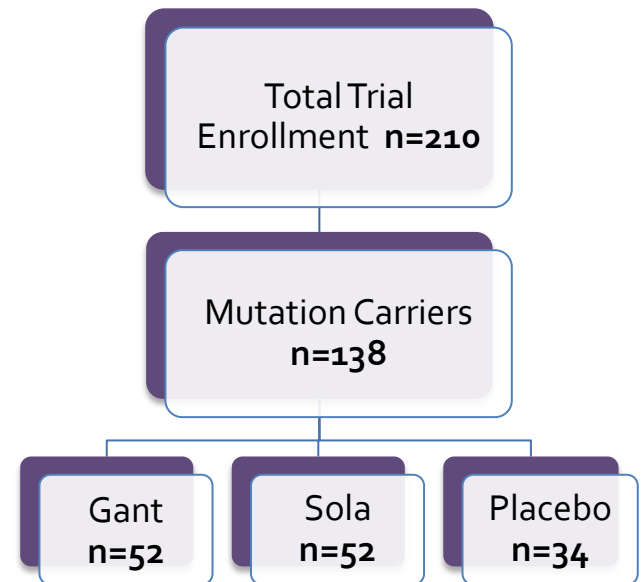 Total Trial
Enrollment n=210
Mutation Carriers
n=138
Gant
n=52
Sola
n=52
Placebo
n=34